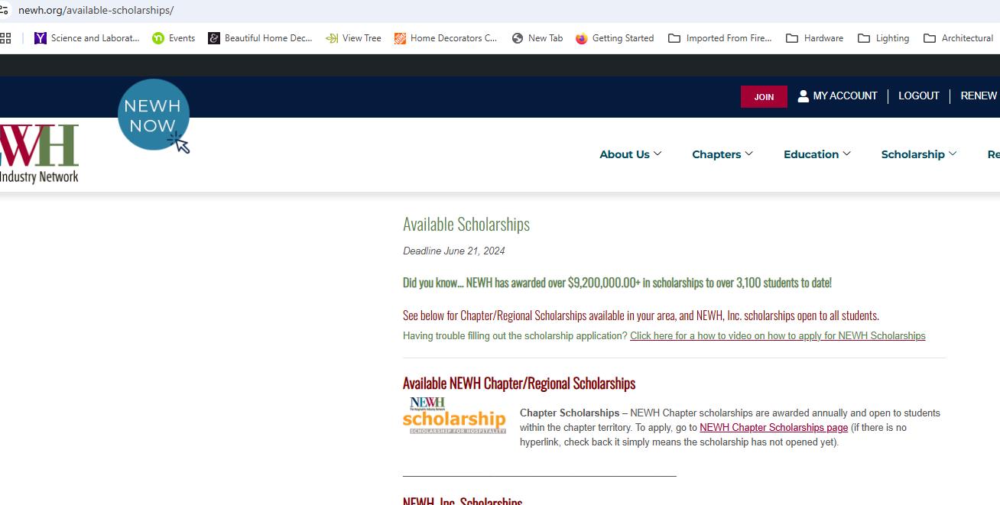 newh.org/available-scholarships/
Science and Laborat... Events Beautiful Home Dec... View Tree Home Decorators C... New Tab Getting Started Imported From Fire... Hardware Lighting Architectural
NEWH
NOW
JOIN MY ACCOUNT LOGOUT RENEW
WH
Industry Network
About Us Chapters Education Scholarship Re
Available Scholarships
Deadline June 21, 2024
Did you know... NEWH has awarded over $9,200,000.00+ in scholarships to over 3,100 students to date!
See below for Chapter/Regional Scholarships available in your area, and NEWH, Inc. scholarships open to all students.
Having trouble filling out the scholarship application? Click here for a how to video on how to apply for NEWH Scholarships
Available NEWH Chapter/Regional Scholarships
NEWH
The Hospitality Industry Network
scholarship
SCHOLARSHIP FOR HOSPITALITY
Chapter Scholarships – NEWH Chapter scholarships are awarded annually and open to students
within the chapter territory. To apply, go to NEWH Chapter Scholarships page (if there is no
hyperlink, check back it simply means the scholarship has not opened yet).
NEWH, Inc. Scholarships